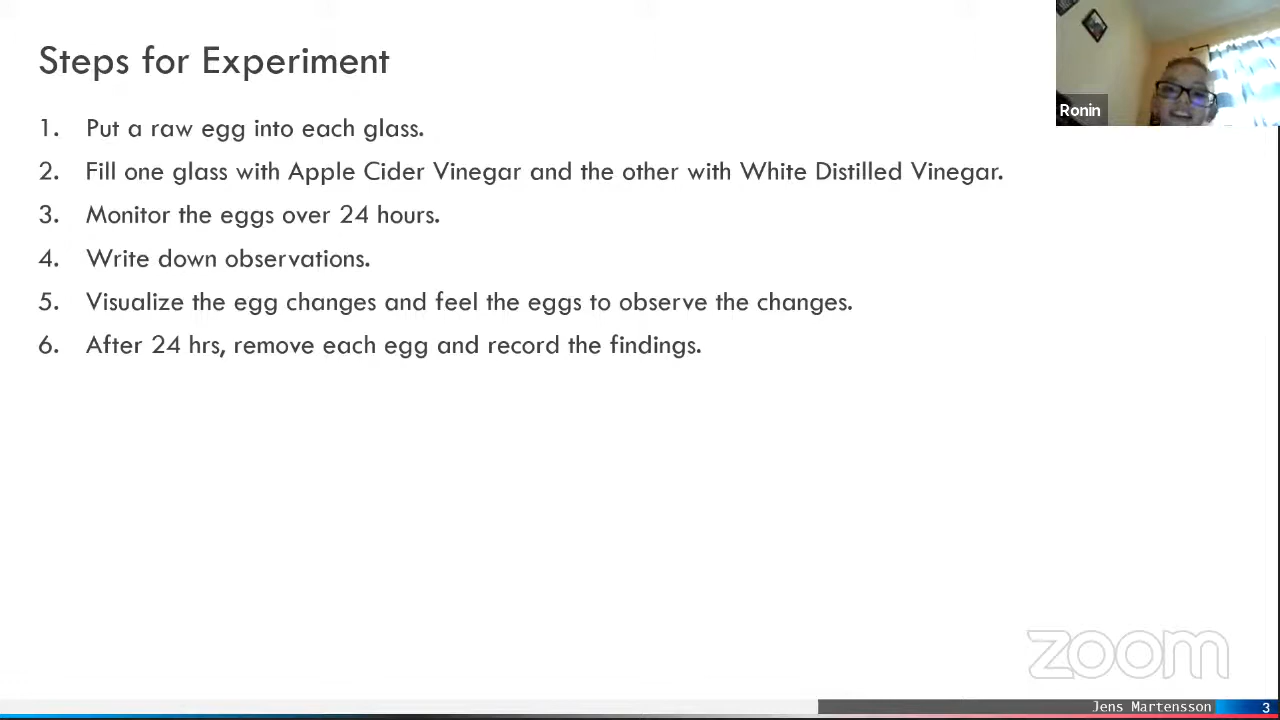 Steps for Experiment
Ronin
1. Put a raw egg into each glass.
2. Fill one glass with Apple Cider Vinegar and the other with White Distilled Vinegar.
3. Monitor the eggs over 24 hours.
4. Write down observations.
5. Visualize the egg changes and feel the eggs to observe the changes.
6. After 24 hrs, remove each egg and record the findings.
zoom
Jens Martensson 3